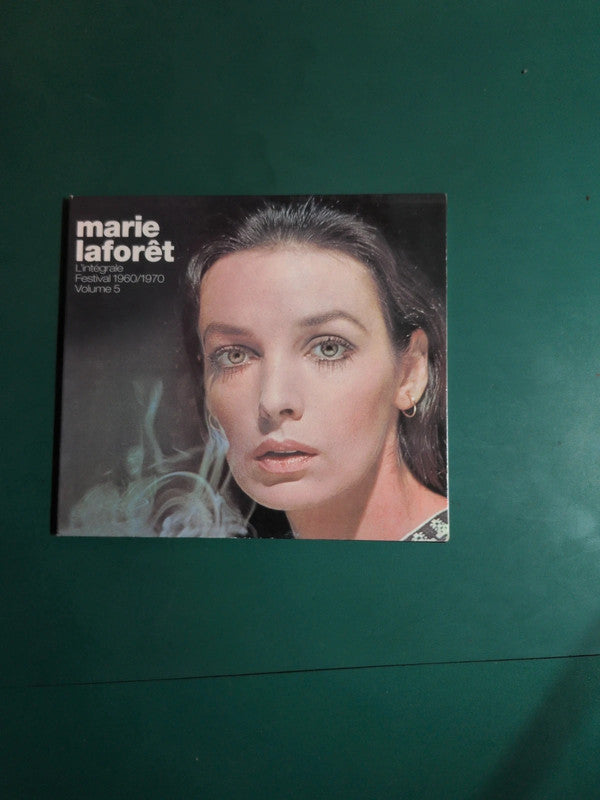 marie
laforêt
L'intégrale
Festival 1960/1970
Volume 5